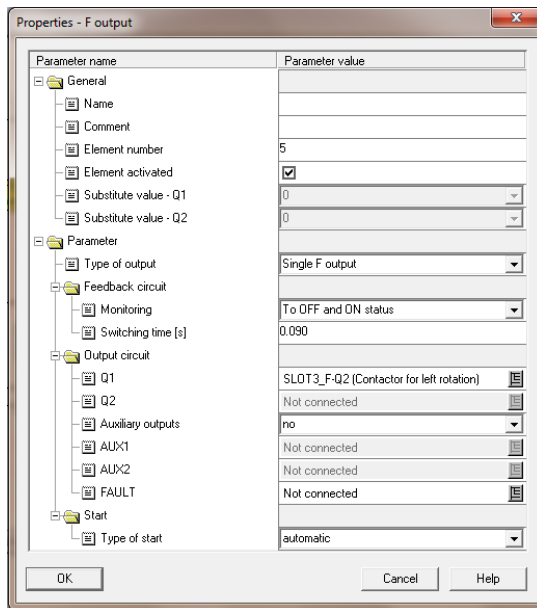 Properties - F output
Parameter name Parameter value
General
Name
Comment
Element number 5
Element activated
Substitute value - Q1 0
Substitute value - Q2 0
Parameter
Type of output Single F output
Feedback circuit
Monitoring To OFF and ON status
Switching time [s] 0.090
Output circuit
Q1 SLOT3_F-Q2 (Contactor for left rotation)
Q2 Not connected
Auxiliary outputs no
AUX1 Not connected
AUX2 Not connected
FAULT Not connected
Start
Type of start automatic
OK Cancel Help